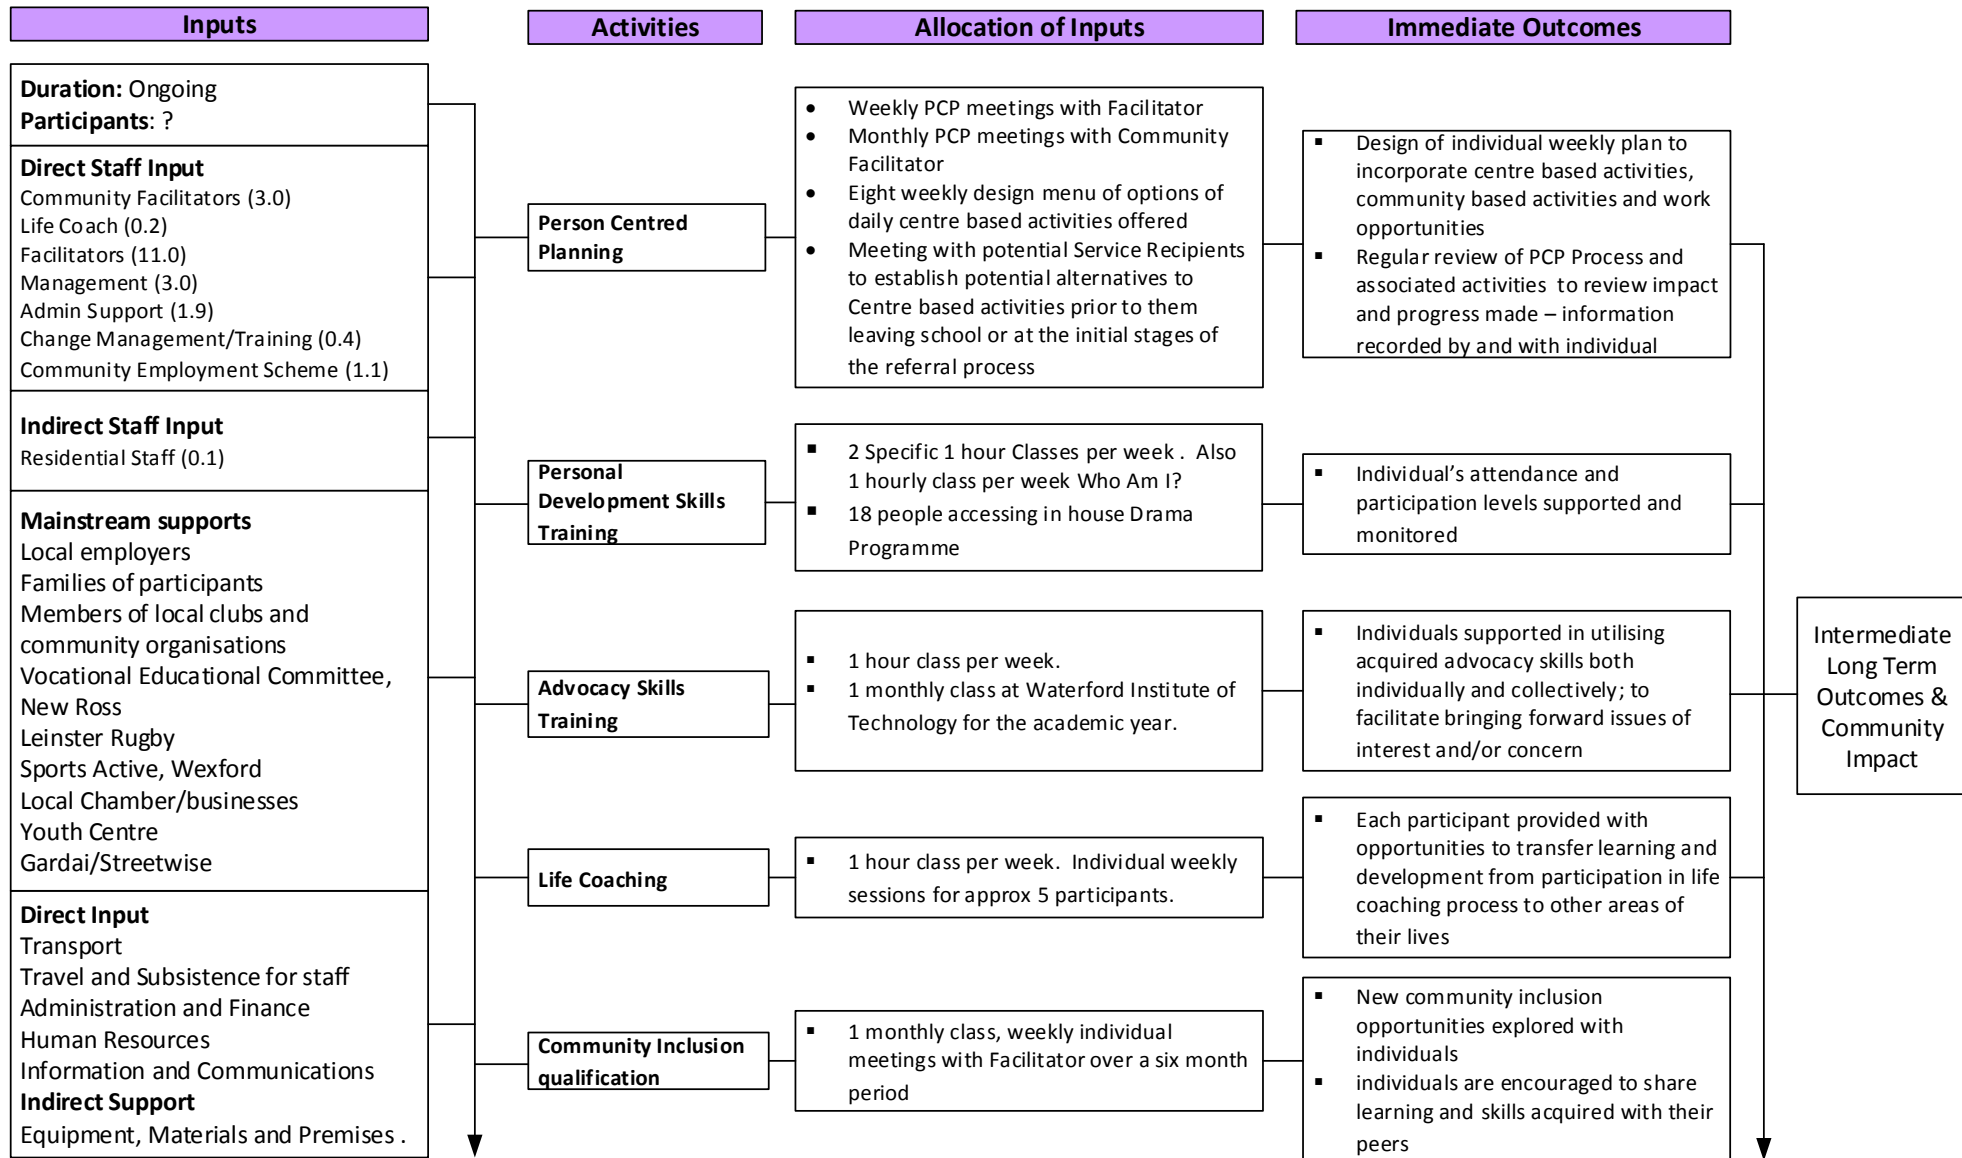 Inputs
Activities
Allocation of Inputs
Immediate Outcomes
Duration: Ongoing
Participants: ?
Direct Staff Input
Community Facilitators (3.0)
Life Coach (0.2)
Facilitators (11.0)
Management (3.0)
Admin Support (1.9)
Change Management/Training (0.4)
Community Employment Scheme (1.1)
Indirect Staff Input
Residential Staff (0.1)
Mainstream supports
Local employers
Families of participants
Members of local clubs and
community organisations
Vocational Educational Committee,
New Ross
Leinster Rugby
Sports Active, Wexford
Local Chamber/businesses
Youth Centre
Gardai/Streetwise
Direct Input
Transport
Travel and Subsistence for staff
Administration and Finance
Human Resources
Information and Communications
Indirect Support
Equipment, Materials and Premises .
Person Centred
Planning
• Weekly PCP meetings with Facilitator
• Monthly PCP meetings with Community
Facilitator
• Eight weekly design menu of options of
daily centre based activities offered
• Meeting with potential Service Recipients
to establish potential alternatives to
Centre based activities prior to them
leaving school or at the initial stages of
the referral process
▪ Design of individual weekly plan to
incorporate centre based activities,
community based activities and work
opportunities
▪ Regular review of PCP Process and
associated activities to review impact
and progress made – information
recorded by and with individual
Personal
Development Skills
Training
▪ 2 Specific 1 hour Classes per week . Also
1 hourly class per week Who Am I?
▪ 18 people accessing in house Drama
Programme
▪ Individual’s attendance and
participation levels supported and
monitored
Advocacy Skills
Training
▪ 1 hour class per week.
▪ 1 monthly class at Waterford Institute of
Technology for the academic year.
▪ Individuals supported in utilising
acquired advocacy skills both
individually and collectively; to
facilitate bringing forward issues of
interest and/or concern
Life Coaching
▪ 1 hour class per week. Individual weekly
sessions for approx 5 participants.
▪ Each participant provided with
opportunities to transfer learning and
development from participation in life
coaching process to other areas of
their lives
Community Inclusion
qualification
▪ 1 monthly class, weekly individual
meetings with Facilitator over a six month
period
▪ New community inclusion
opportunities explored with
individuals
▪ individuals are encouraged to share
learning and skills acquired with their
peers
Intermediate
Long Term
Outcomes &
Community
Impact